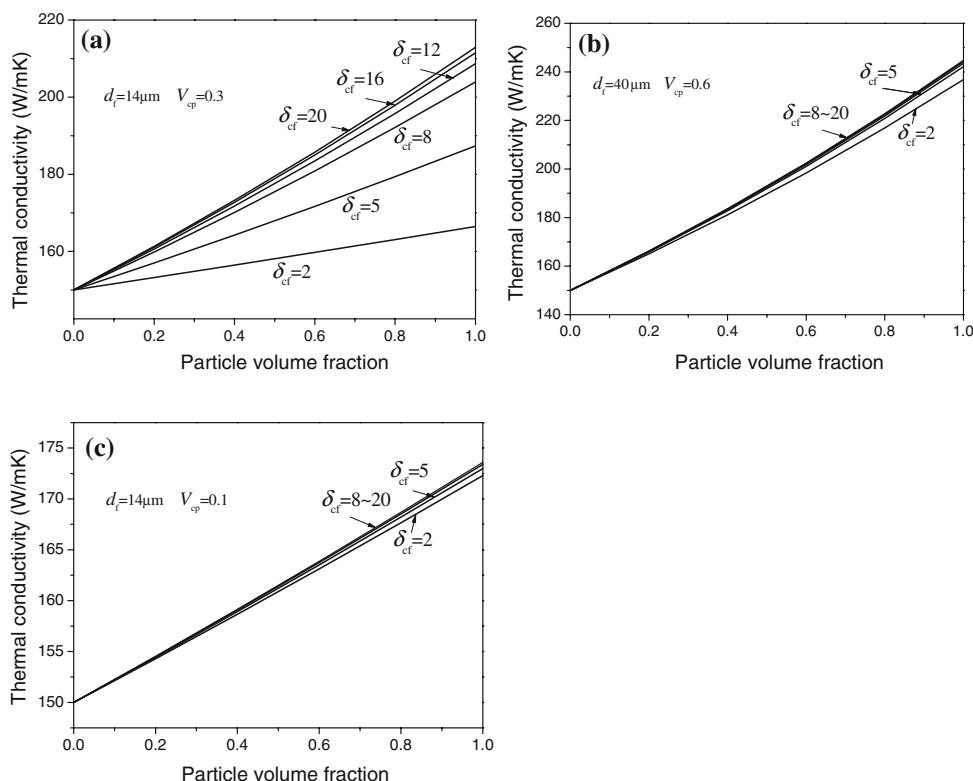 (a)
d_f=14μm V_cp=0.3
δ_cf=12
δ_cf=16
δ_cf=20
δ_cf=8
δ_cf=5
δ_cf=2
220
200
180
160
0.0 0.2 0.4 0.6 0.8 1.0
Thermal conductivity (W/mK)
Particle volume fraction
(b)
d_f=40μm V_cp=0.6
δ_cf=5
δ_cf=8~20
δ_cf=2
260
240
220
200
180
160
140
0.0 0.2 0.4 0.6 0.8 1.0
Thermal conductivity (W/mK)
Particle volume fraction
(c)
d_f=14μm V_cp=0.1
δ_cf=5
δ_cf=8~20
δ_cf=2
175
170
165
160
155
150
0.0 0.2 0.4 0.6 0.8 1.0
Thermal conductivity (W/mK)
Particle volume fraction